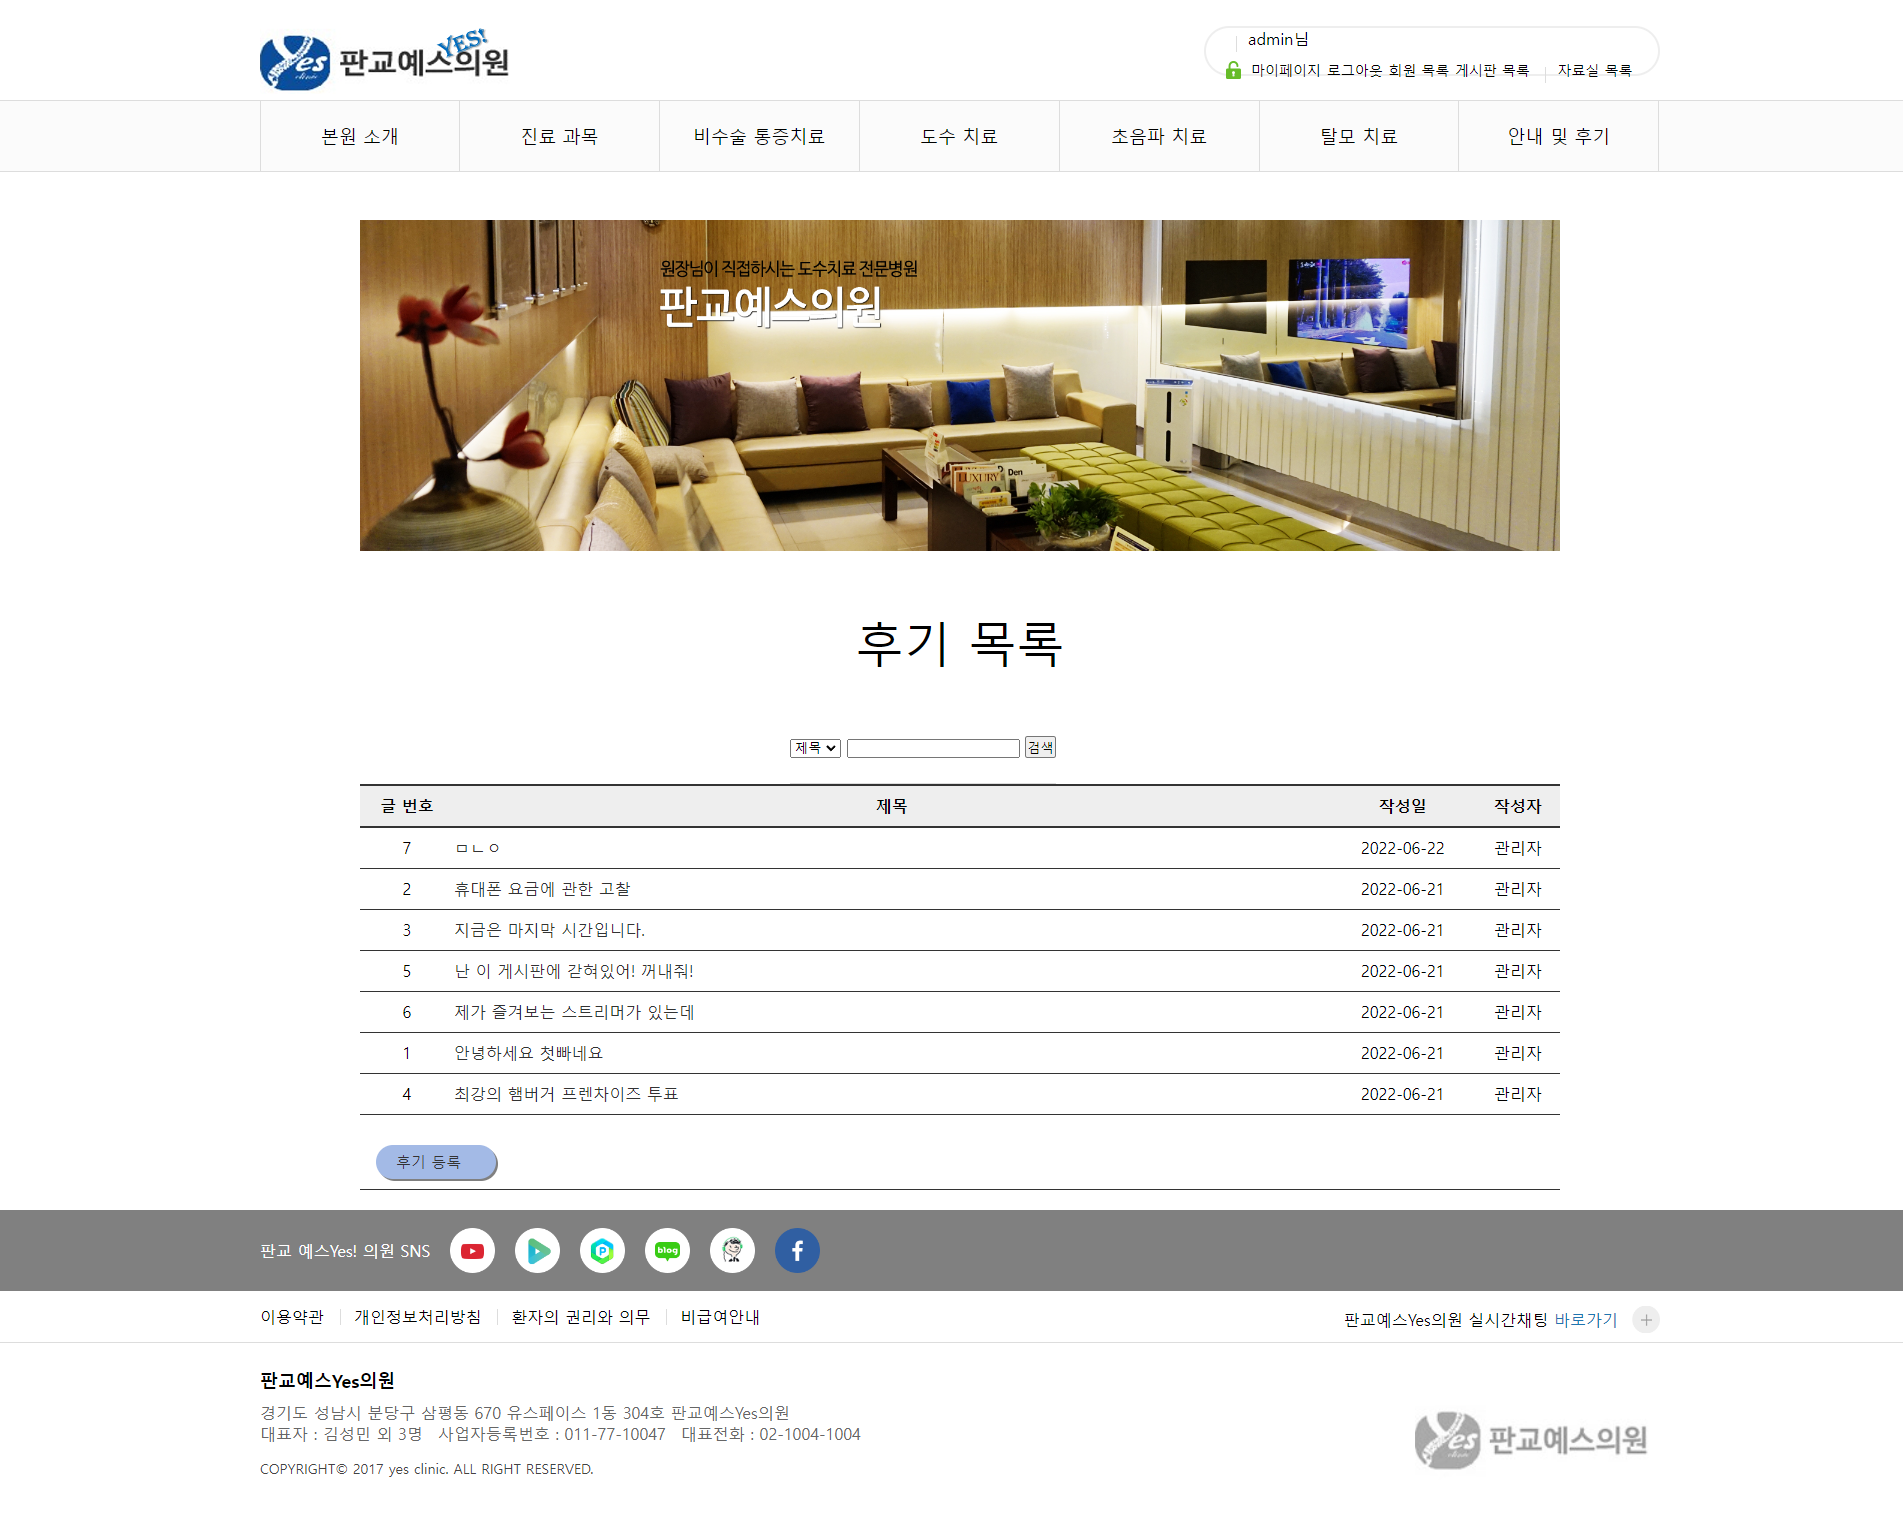 Yes clinic 판교예스의원 YES!
admin님
마이페이지 로그아웃 회원 목록 게시판 목록 자료실 목록
본원 소개 진료 과목 비수술 통증치료 도수 치료 초음파 치료 탈모 치료 안내 및 후기
원장님이 직접하시는 도수치료 전문병원
판교예스의원
LUXURY Den
후기 목록
제목 검색
글 번호 제목 작성일 작성자
7 ㅁㄴㅇ 2022-06-22 관리자
2 휴대폰 요금에 관한 고찰 2022-06-21 관리자
3 지금은 마지막 시간입니다. 2022-06-21 관리자
5 난 이 게시판에 갇혀있어! 꺼내줘! 2022-06-21 관리자
6 제가 즐겨보는 스트리머가 있는데 2022-06-21 관리자
1 안녕하세요 첫빠네요 2022-06-21 관리자
4 최강의 햄버거 프렌차이즈 투표 2022-06-21 관리자
후기 등록
판교 예스Yes! 의원 SNS P blog f
이용약관 개인정보처리방침 환자의 권리와 의무 비급여안내 판교예스Yes의원 실시간채팅 바로가기
판교예스Yes의원
경기도 성남시 분당구 삼평동 670 유스페이스 1동 304호 판교예스Yes의원
대표자 : 김성민 외 3명 사업자등록번호 : 011-77-10047 대표전화 : 02-1004-1004
COPYRIGHT© 2017 yes clinic. ALL RIGHT RESERVED.
Yes clinic 판교예스의원